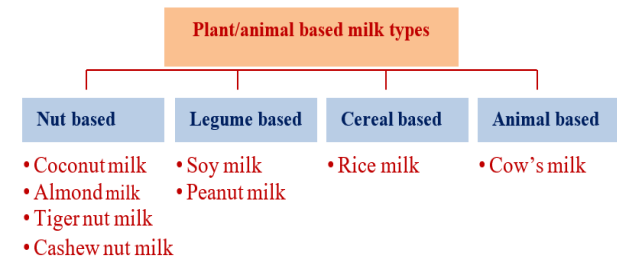 Plant/animal based milk types
Nut based
• Coconut milk
• Almond milk
• Tiger nut milk
• Cashew nut milk
Legume based
• Soy milk
• Peanut milk
Cereal based
• Rice milk
Animal based
• Cow's milk